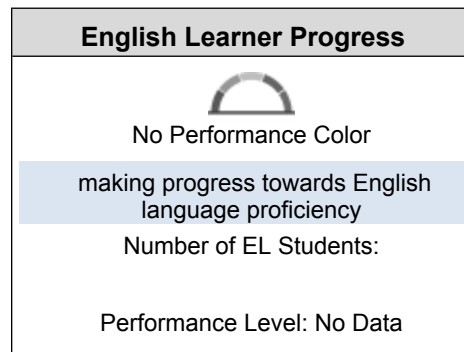 English Learner Progress
No Performance Color
making progress towards English
language proficiency
Number of EL Students:
Performance Level: No Data